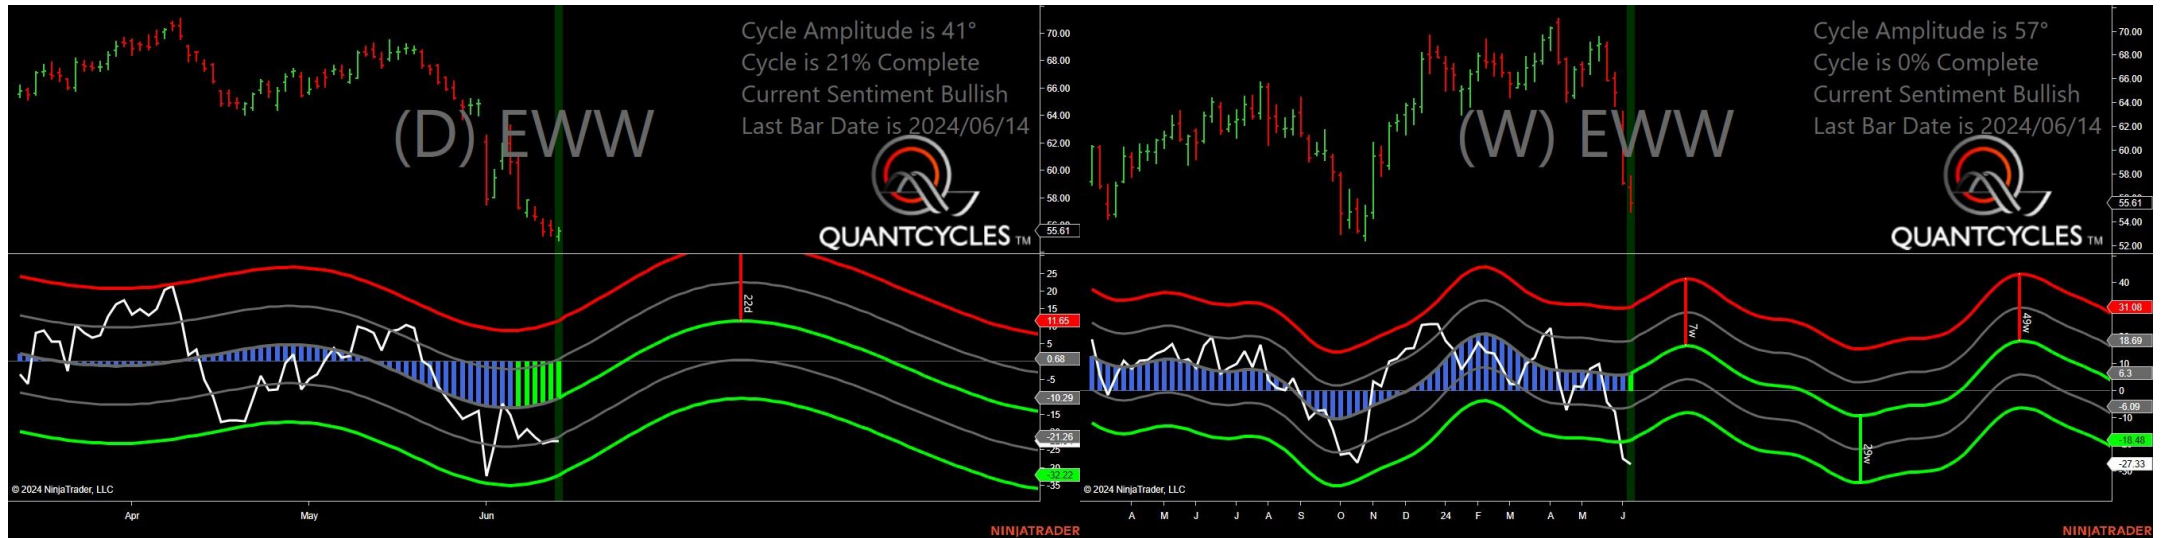 Cycle Amplitude is 41°
Cycle is 21% Complete
Current Sentiment Bullish
Last Bar Date is 2024/06/14
(D) EWW
QUANTCYCLES TM
70.00
68.00
66.00
64.00
62.00
60.00
58.00
55.61
22d
25
20
15
11.65
5
0.68
-5
-10.29
-15
-21.26
-25
-32.22
-35
© 2024 NinjaTrader, LLC
Apr May Jun
NINJATRADER
Cycle Amplitude is 57°
Cycle is 0% Complete
Current Sentiment Bullish
Last Bar Date is 2024/06/14
(W) EWW
QUANTCYCLES TM
70.00
68.00
66.00
64.00
62.00
60.00
58.00
55.61
54.00
52.00
7w
49w
29w
40
31.08
18.69
10
6.3
0
-6.09
-10
-18.48
-27.33
© 2024 NinjaTrader, LLC
A M J J A S O N D 24 F M A M J
NINJATRADER